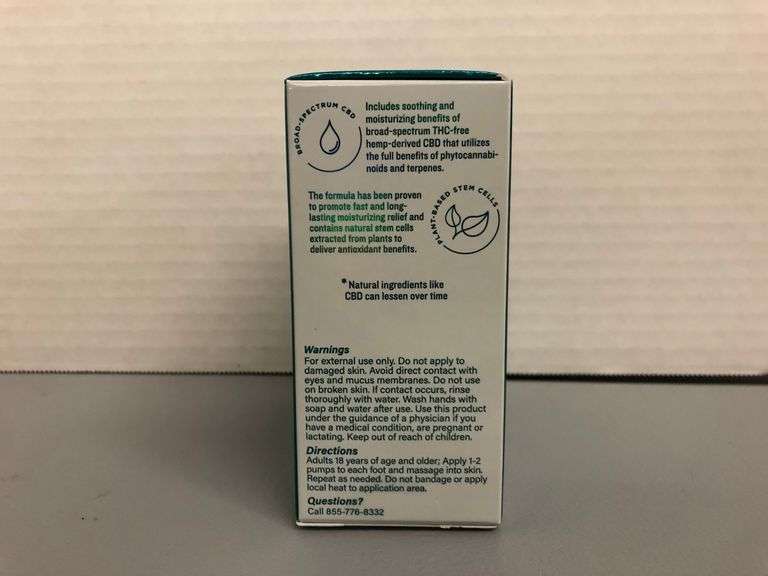 BROAD-SPECTRUM CBD
Includes soothing and
moisturizing benefits of
broad-spectrum THC-free
hemp-derived CBD that utilizes
the full benefits of phytocannabi-
noids and terpenes.
The formula has been proven
to promote fast and long-
lasting moisturizing relief and
contains natural stem cells
extracted from plants to
deliver antioxidant benefits.
PLANT-BASED STEM CELLS
*Natural ingredients like
CBD can lessen over time
Warnings
For external use only. Do not apply to
damaged skin. Avoid direct contact with
eyes and mucus membranes. Do not use
on broken skin. If contact occurs, rinse
thoroughly with water. Wash hands with
soap and water after use. Use this product
under the guidance of a physician if you
have a medical condition, are pregnant or
lactating. Keep out of reach of children.
Directions
Adults 18 years of age and older; Apply 1-2
pumps to each foot and massage into skin.
Repeat as needed. Do not bandage or apply
local heat to application area.
Questions?
Call 855-776-8332